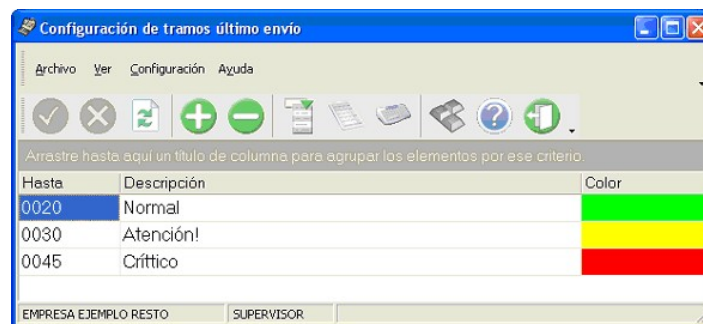 Configuración de tramos último envío
Archivo Ver Configuración Ayuda
Arrastre hasta aquí un título de columna para agrupar los elementos por ese criterio.
Hasta Descripción Color
0020 Normal
0030 Atención!
0045 Críttico
EMPRESA EJEMPLO RESTO SUPERVISOR